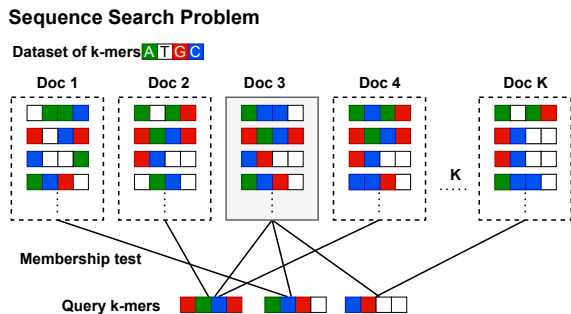 Sequence Search Problem
Dataset of k-mers A T G C
Doc 1 Doc 2 Doc 3 Doc 4 Doc K
K
Membership test
Query k-mers